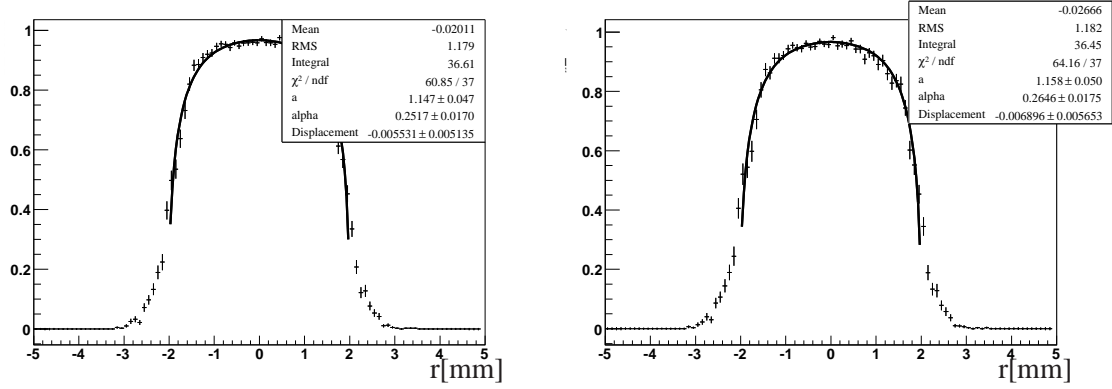 Mean -0.02011
RMS 1.179
Integral 36.61
χ² / ndf 60.85 / 37
a 1.147 ± 0.047
alpha 0.2517 ± 0.0170
Displacement -0.005531 ± 0.005135
1
0.8
0.6
0.4
0.2
0
-5 -4 -3 -2 -1 0 1 2 3 4 5
r[mm]
Mean -0.02666
RMS 1.182
Integral 36.45
χ² / ndf 64.16 / 37
a 1.158 ± 0.050
alpha 0.2646 ± 0.0175
Displacement -0.006896 ± 0.005653
1
0.8
0.6
0.4
0.2
0
-5 -4 -3 -2 -1 0 1 2 3 4 5
r[mm]